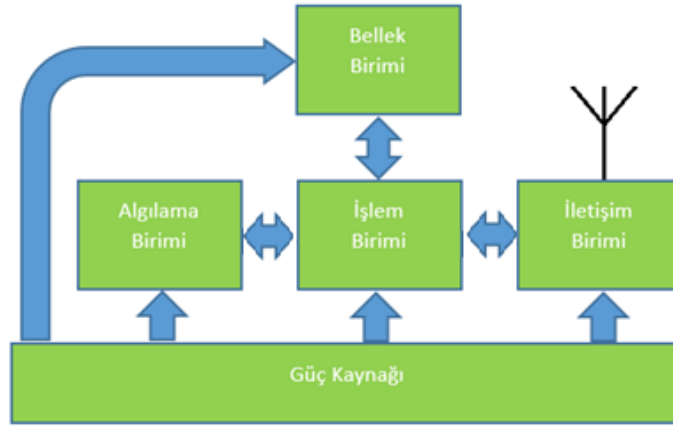 Bellek
Birimi
Algılama
Birimi
İşlem
Birimi
İletişim
Birimi
Güç Kaynağı